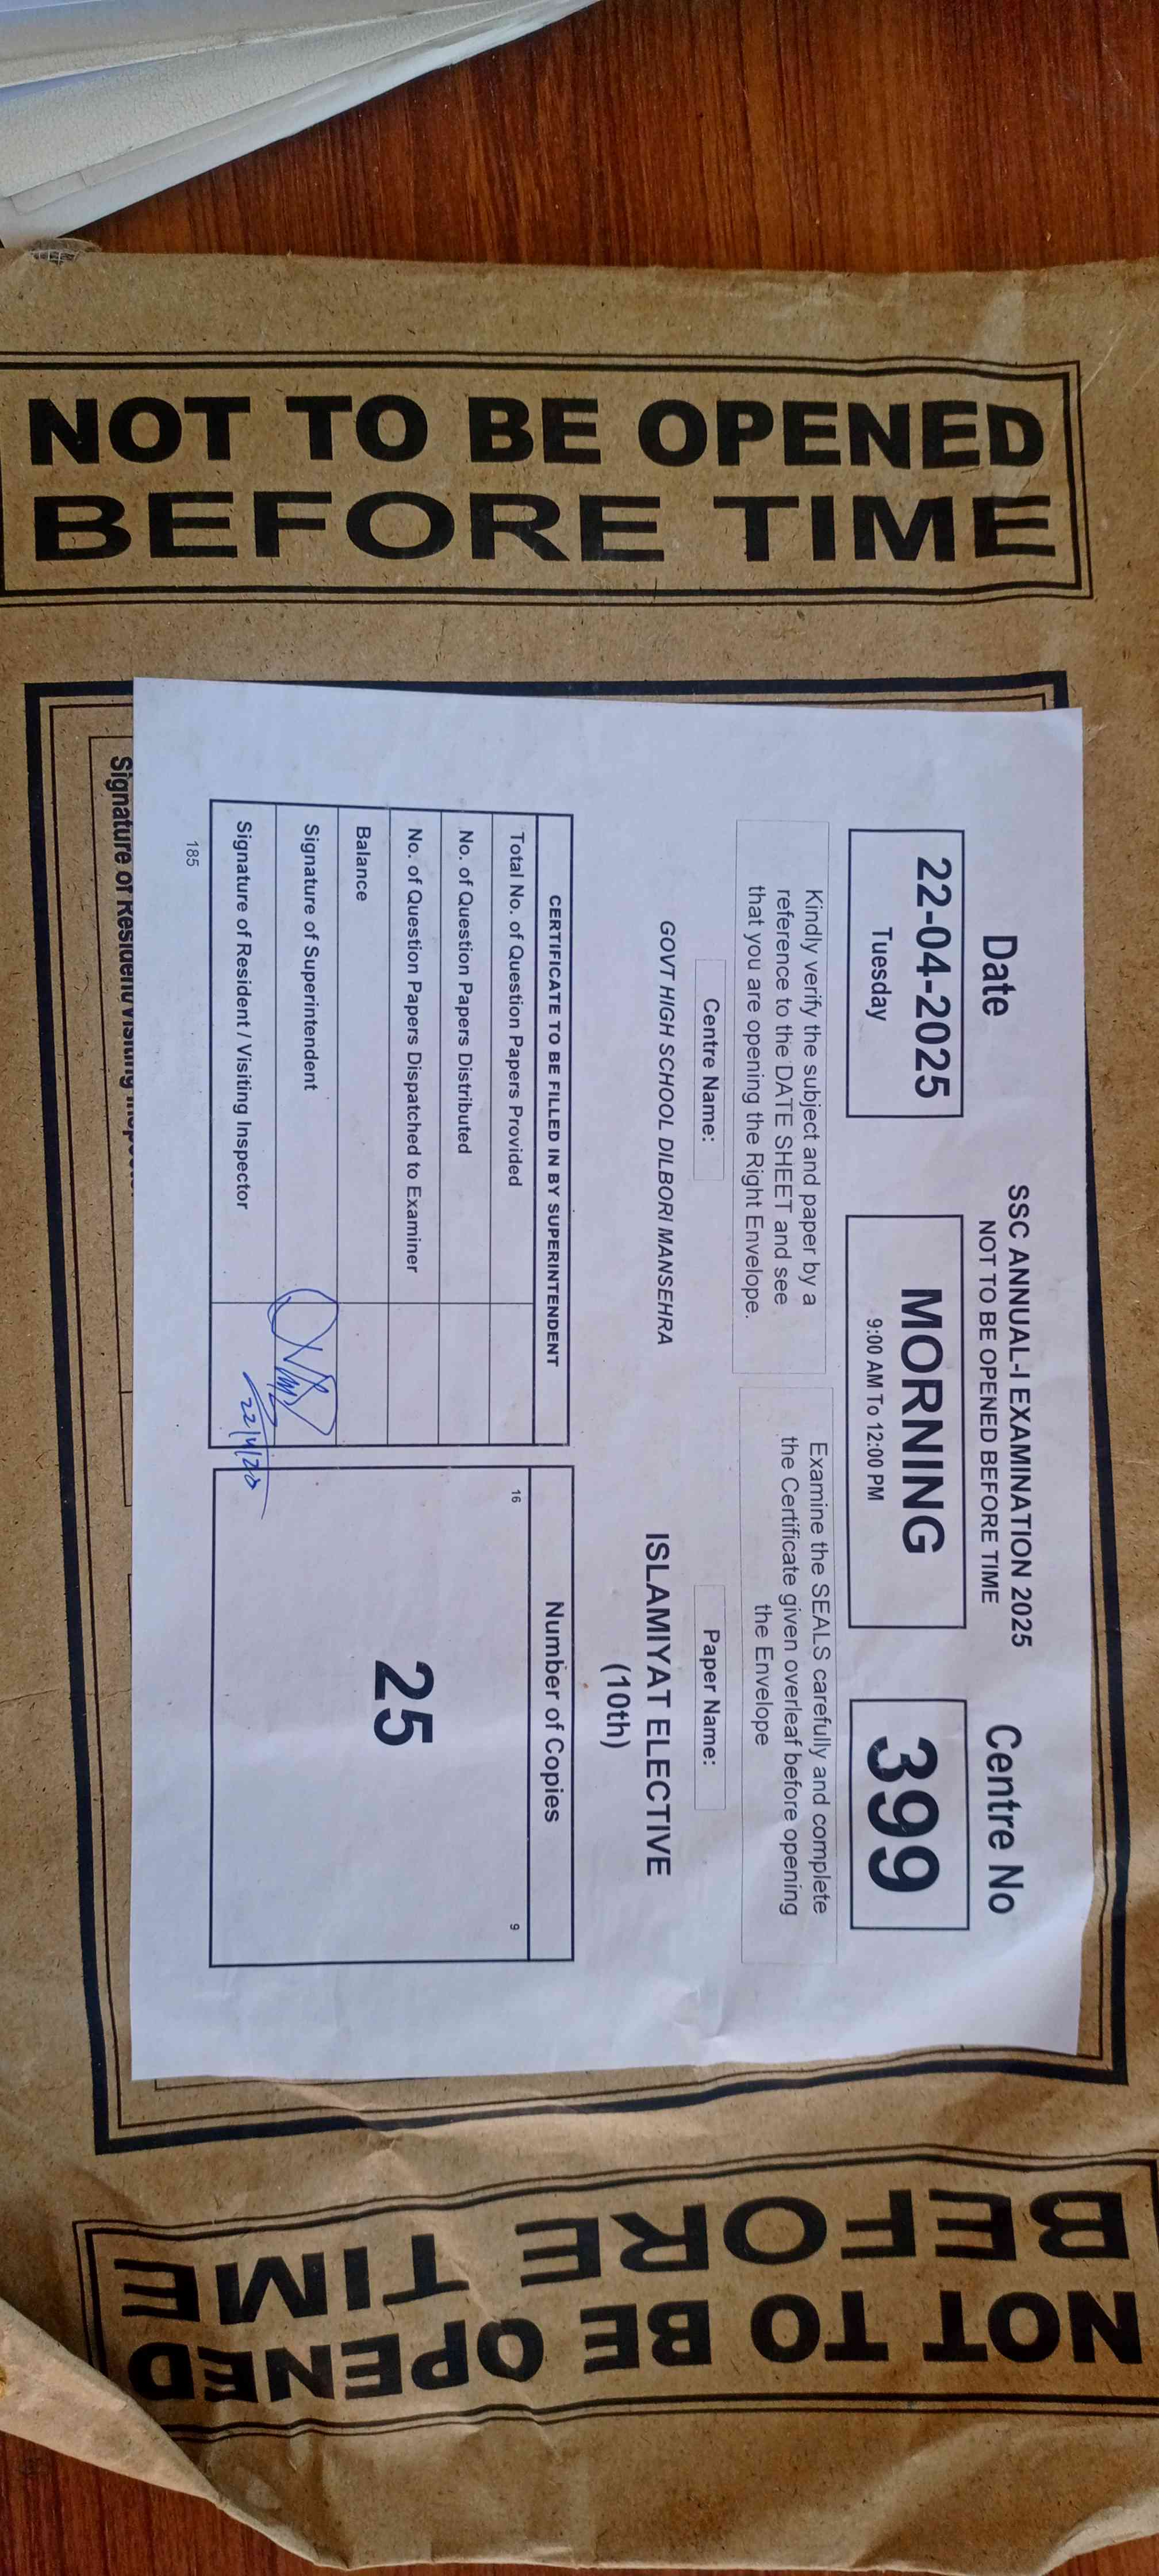 NOT TO BE OPENED
BEFORE TIME
SSC ANNUAL-I EXAMINATION 2025
NOT TO BE OPENED BEFORE TIME
Date
22-04-2025
Tuesday
MORNING
9:00 AM To 12:00 PM
Centre No
399
Kindly verify the subject and paper by a
reference to the DATE SHEET and see
that you are opening the Right Envelope.
Examine the SEALS carefully and complete
the Certificate given overleaf before opening
the Envelope
Centre Name:
GOVT HIGH SCHOOL DILBORI MANSEHRA
Paper Name:
ISLAMIYAT ELECTIVE
(10th)
CERTIFICATE TO BE FILLED IN BY SUPERINTENDENT
Total No. of Question Papers Provided
No. of Question Papers Distributed
No. of Question Papers Dispatched to Examiner
Balance
Signature of Superintendent
Signature of Resident / Visiting Inspector
Number of Copies
16
9
25
185
Signature of Resident/Visiting
NOT TO BE OPENED
BEFORE TIME